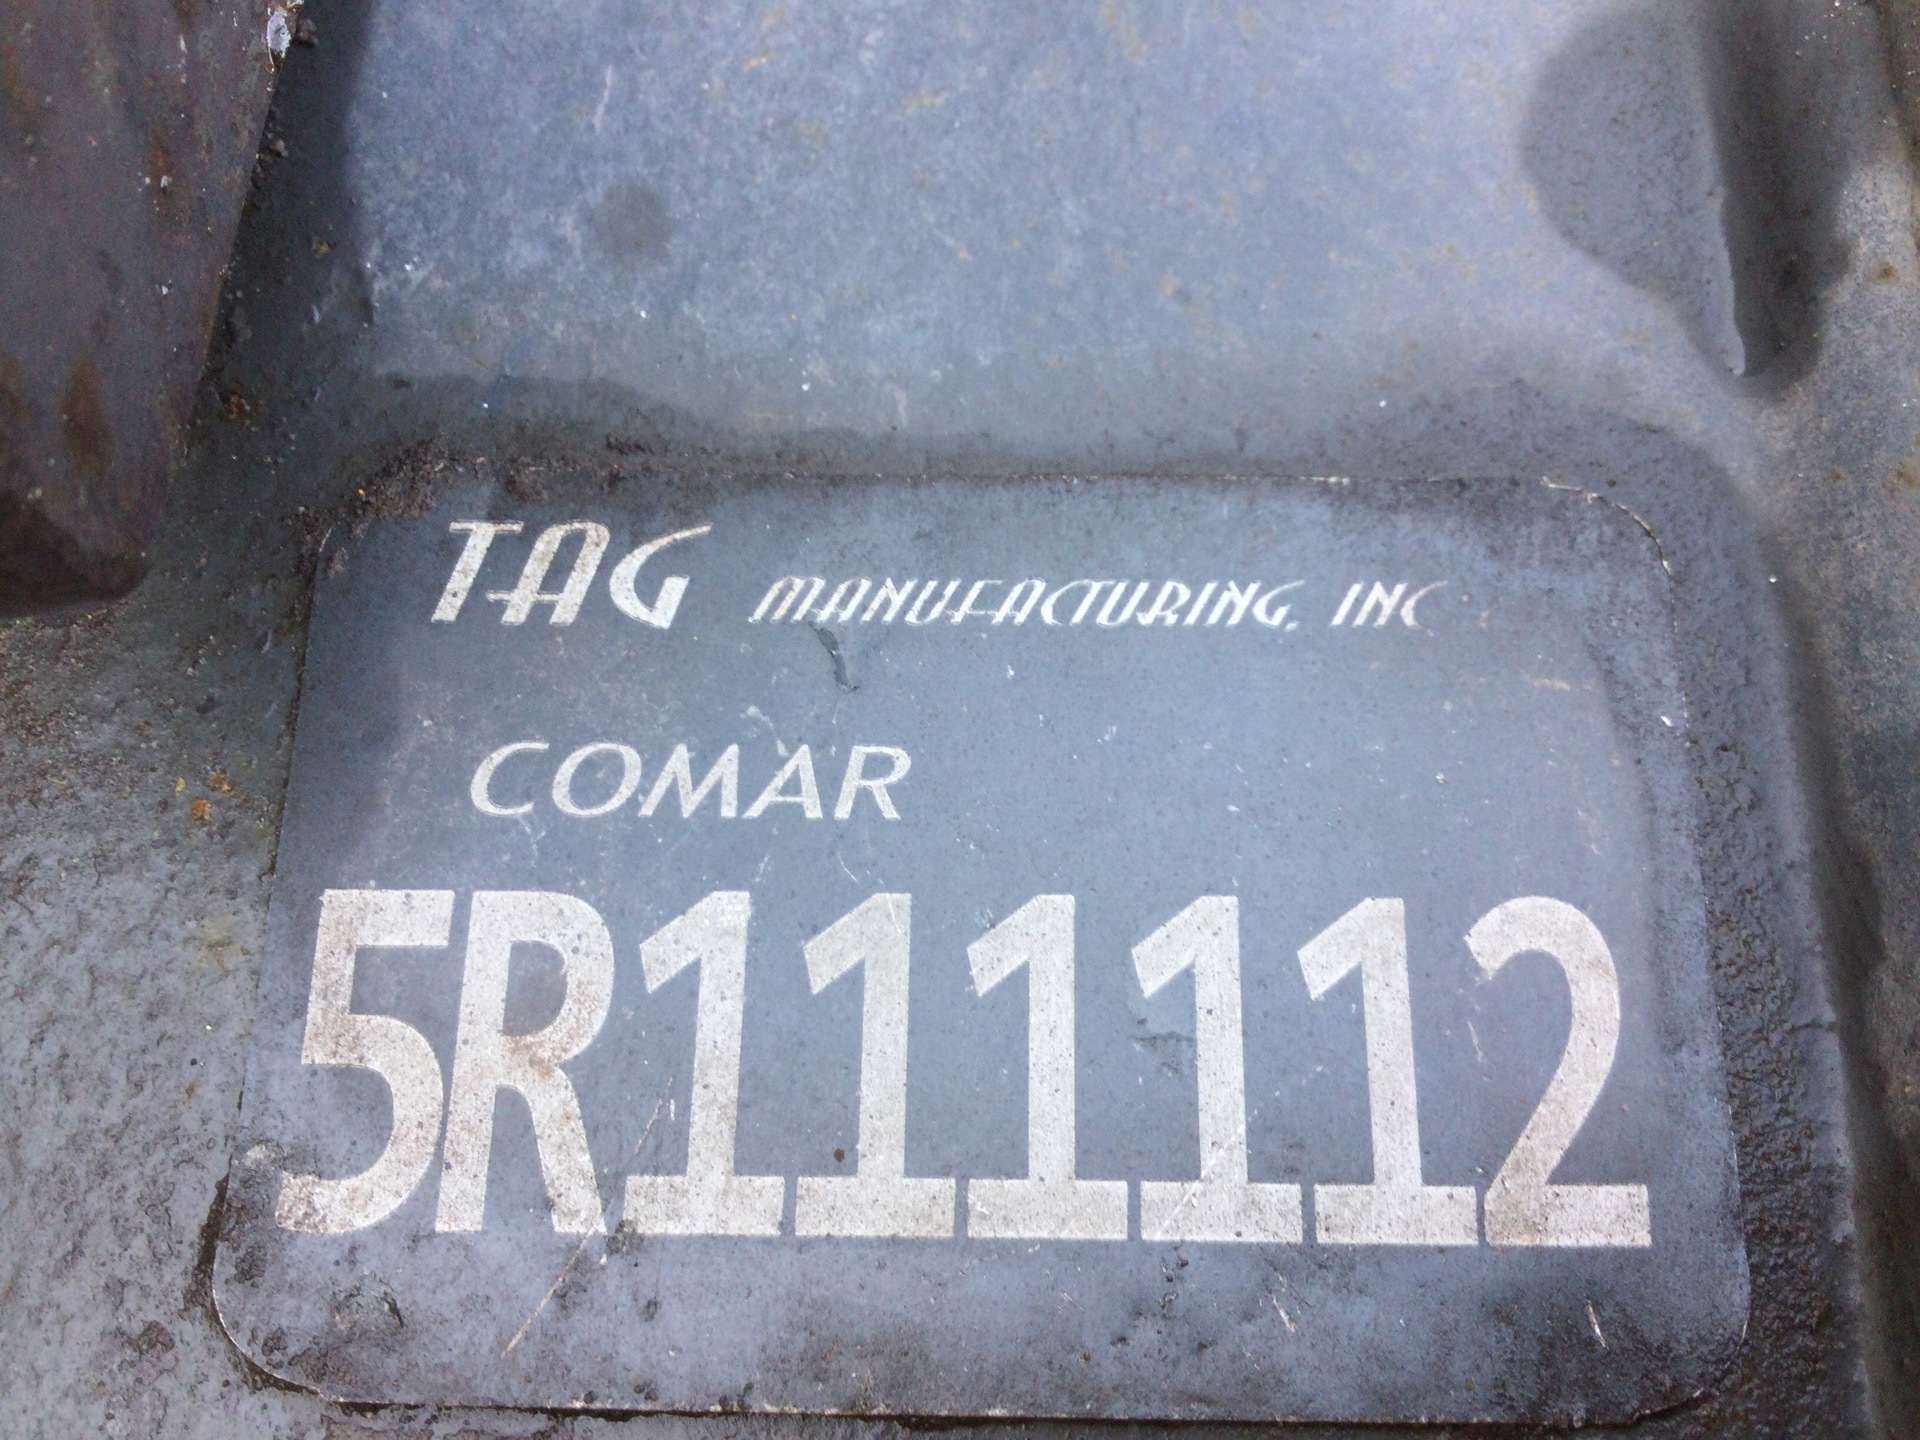 TAG MANUFACTURING, INC
COMAR
5R111112